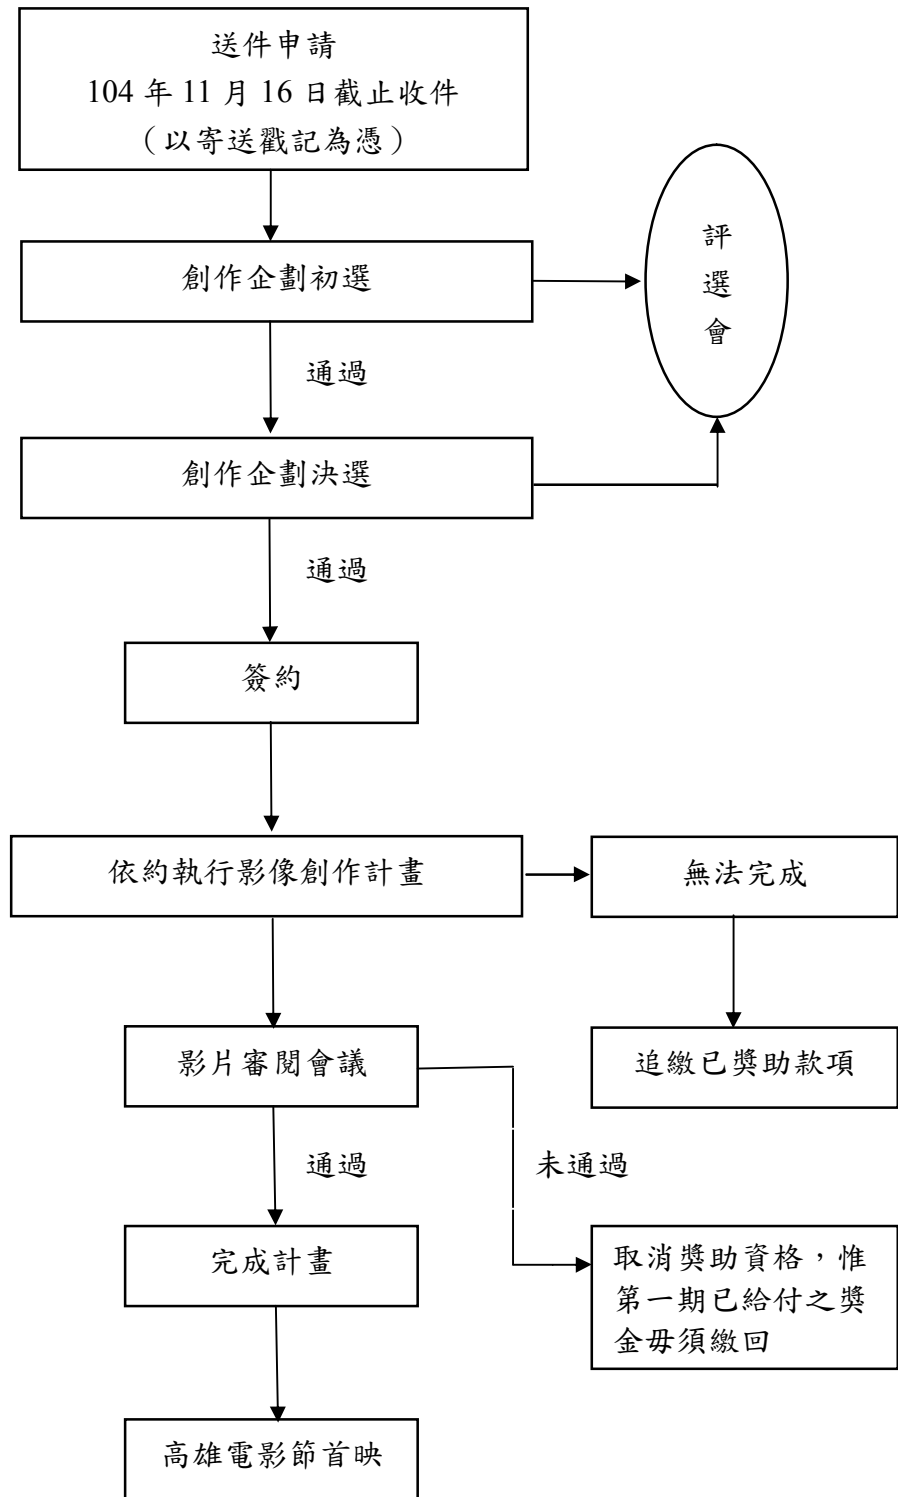 送件申請
104 年 11 月 16 日截止收件
（以寄送戳記為憑）
創作企劃初選
評
選
會
通過
創作企劃決選
通過
簽約
依約執行影像創作計畫
無法完成
影片審閱會議
追繳已獎助款項
通過
未通過
完成計畫
取消獎助資格，惟
第一期已給付之獎
金毋須繳回
高雄電影節首映